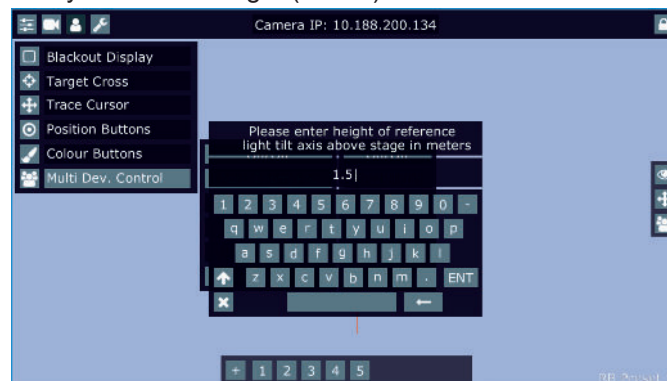 Camera IP: 10.188.200.134
Blackout Display
Target Cross
Trace Cursor
Position Buttons
Colour Buttons
Multi Dev. Control
Please enter height of reference
light tilt axis above stage in meters
1.5|
1 2 3 4 5 6 7 8 9 0 -
q w e r t y u i o p
a s d f g h j k l
z x c v b n m . ENT
+ 1 2 3 4 5